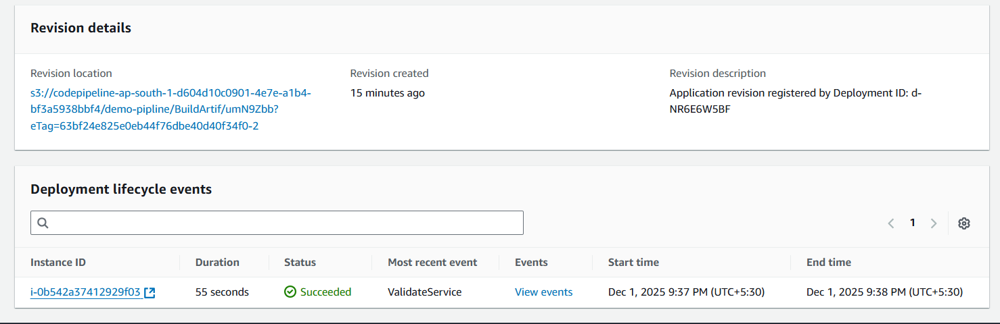 Revision details
Revision location
Revision created
Revision description
s3://codepipeline-ap-south-1-d604d10c0901-4e7e-a1b4-
bf3a5938bbf4/demo-pipline/BuildArtif/umN9Zbb?
eTag=63bf24e825e0eb44f76dbe40d40f34f0-2
15 minutes ago
Application revision registered by Deployment ID: d-
NR6E6W5BF
Deployment lifecycle events
1
Instance ID Duration Status Most recent event Events Start time End time
i-0b542a37412929f03 55 seconds Succeeded ValidateService View events Dec 1, 2025 9:37 PM (UTC+5:30) Dec 1, 2025 9:38 PM (UTC+5:30)